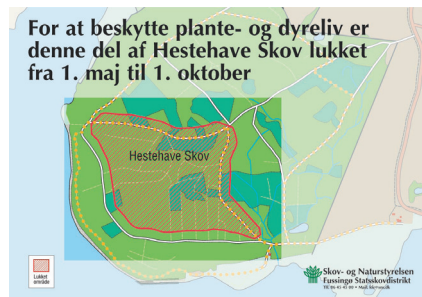 For at beskytte plante- og dyreliv er
denne del af Hestehave Skov lukket
fra 1. maj til 1. oktober
Hestehave Skov
Lukket
område
Skov- og Naturstyrelsen
Fussingø Statsskovdistrikt